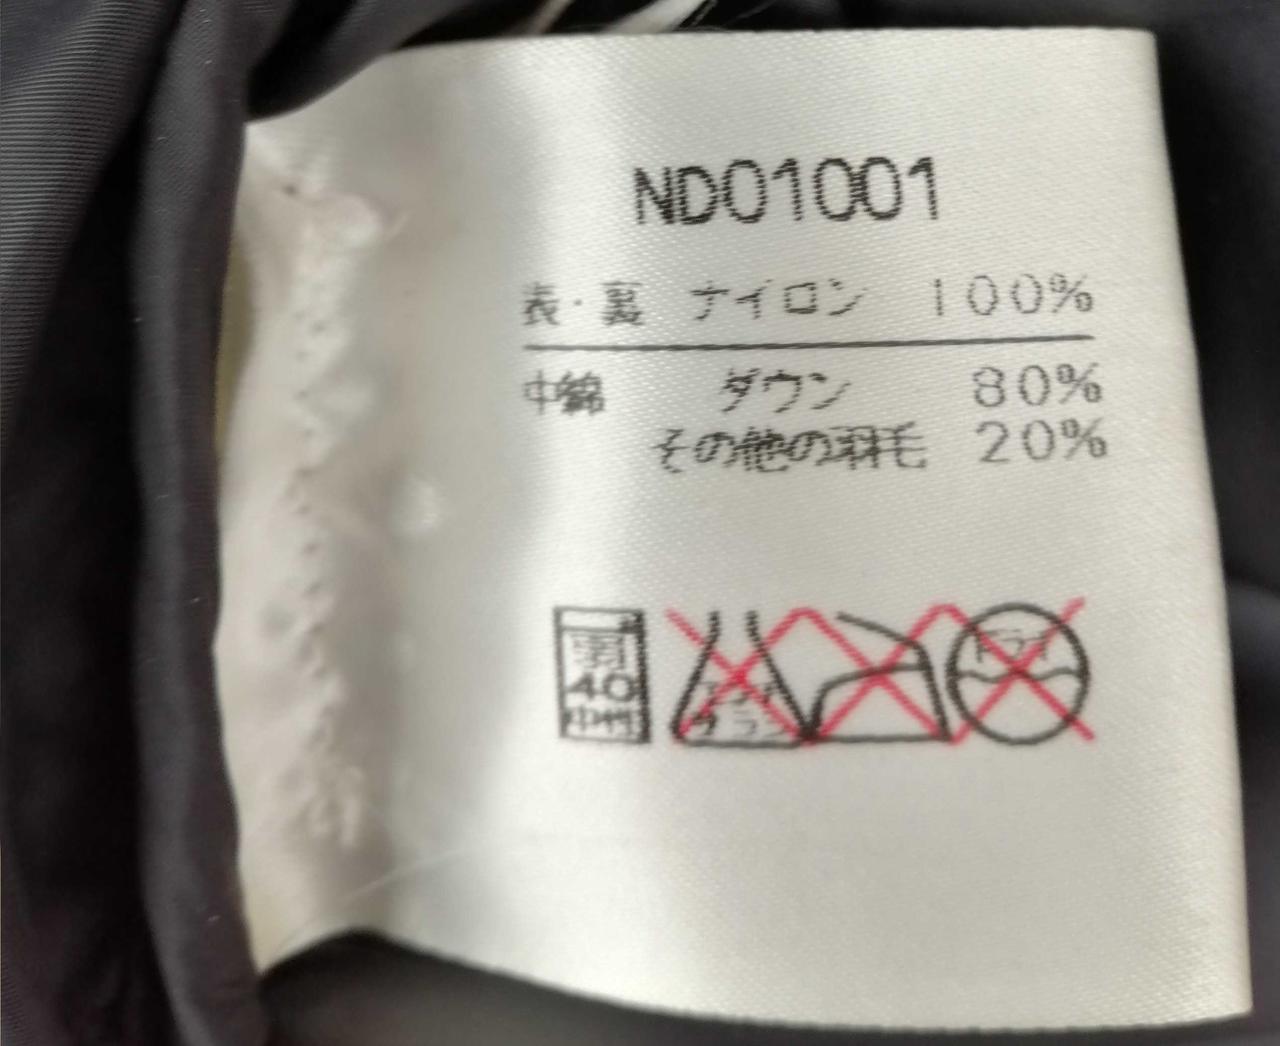 ND01001
表・裏 ナイロン 100%
中綿 ダウン 80%
その他の羽毛 20%
40
中性
ドライ